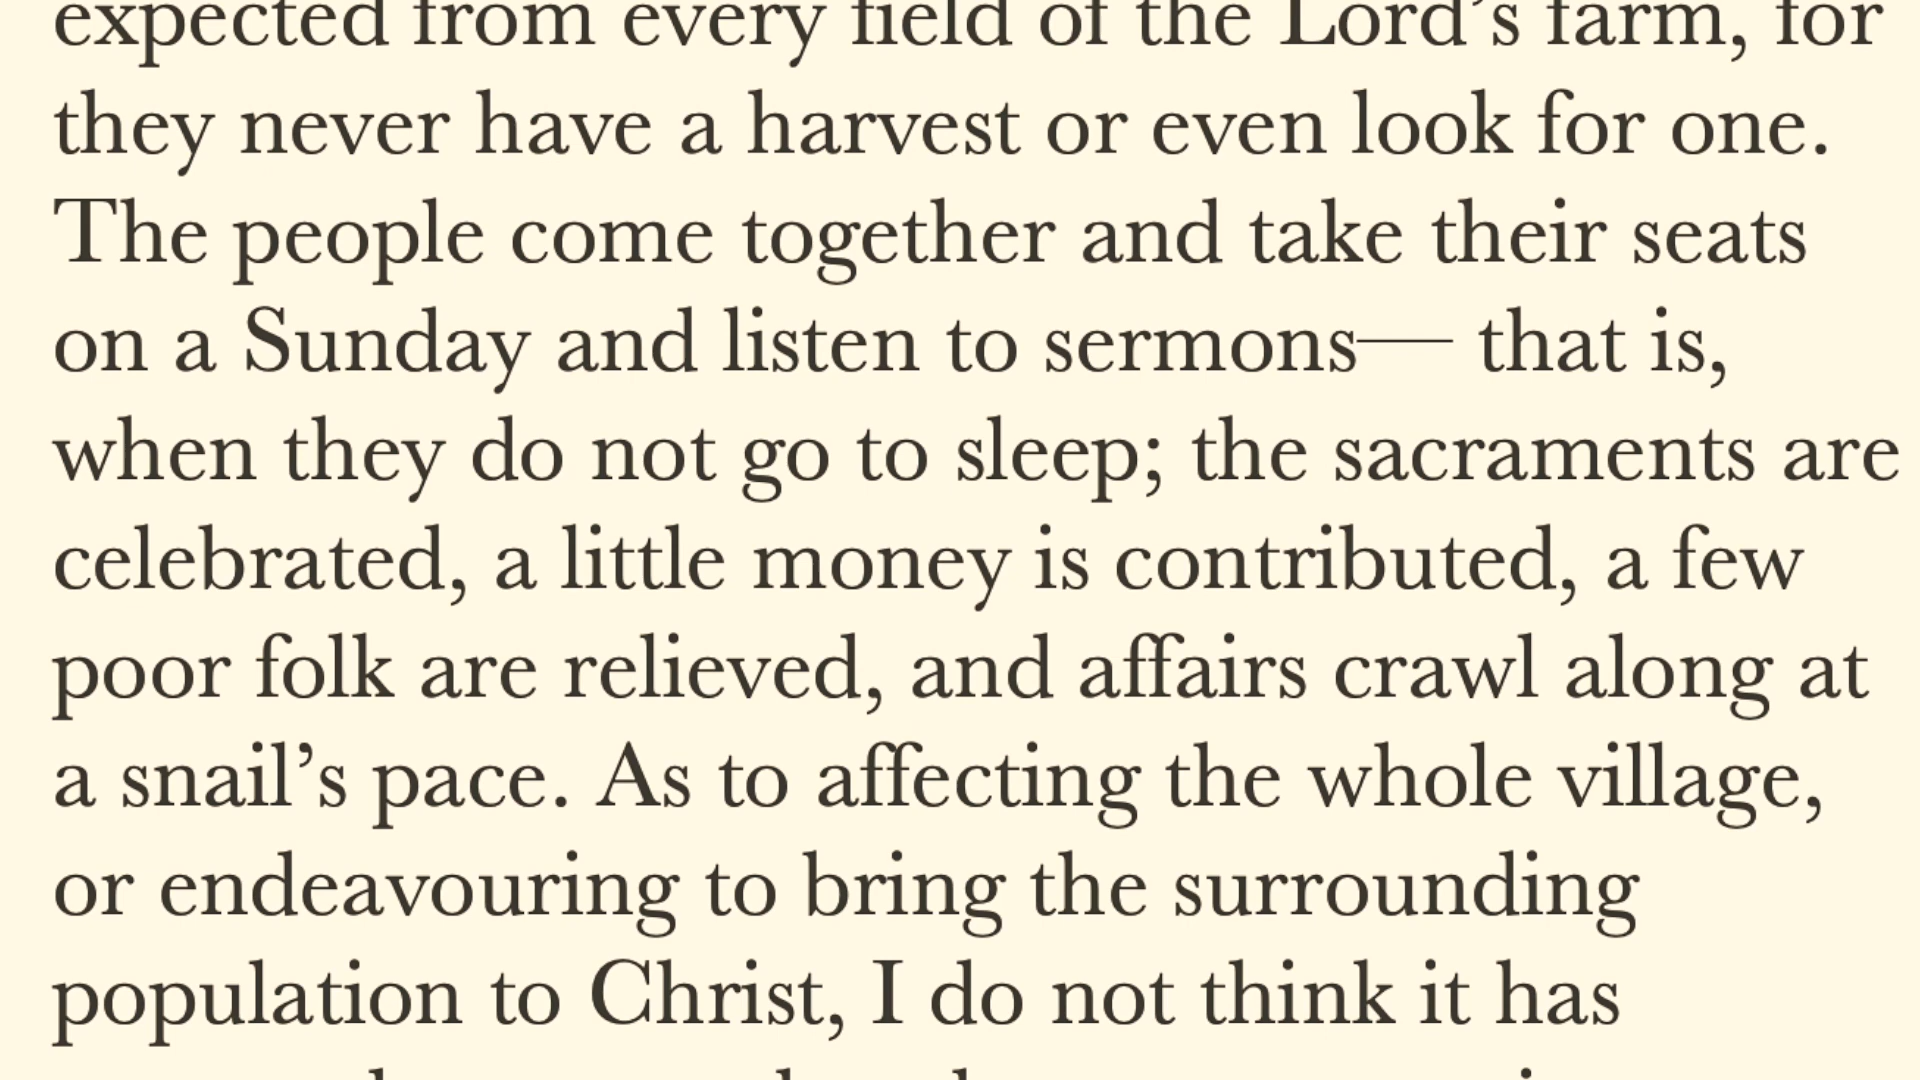 expected from every field of the Lord’s farm, for
they never have a harvest or even look for one.
The people come together and take their seats
on a Sunday and listen to sermons— that is,
when they do not go to sleep; the sacraments are
celebrated, a little money is contributed, a few
poor folk are relieved, and affairs crawl along at
a snail’s pace. As to affecting the whole village,
or endeavouring to bring the surrounding
population to Christ, I do not think it has